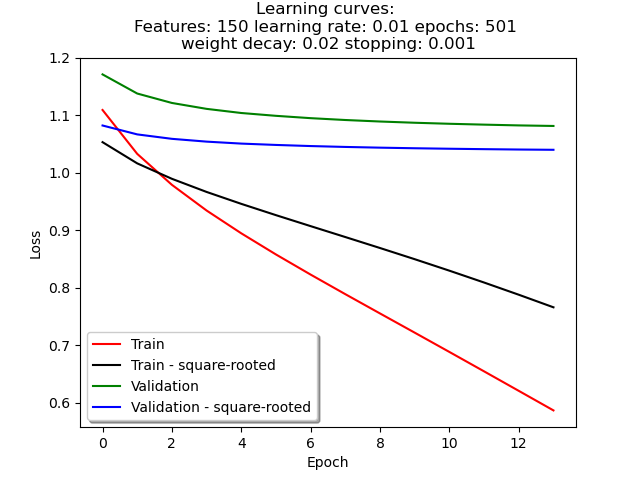 Learning curves:
Features: 150 learning rate: 0.01 epochs: 501
weight decay: 0.02 stopping: 0.001
1.2
1.1
1.0
0.9
0.8
0.7
0.6
Loss
Train
Train - square-rooted
Validation
Validation - square-rooted
0 2 4 6 8 10 12
Epoch